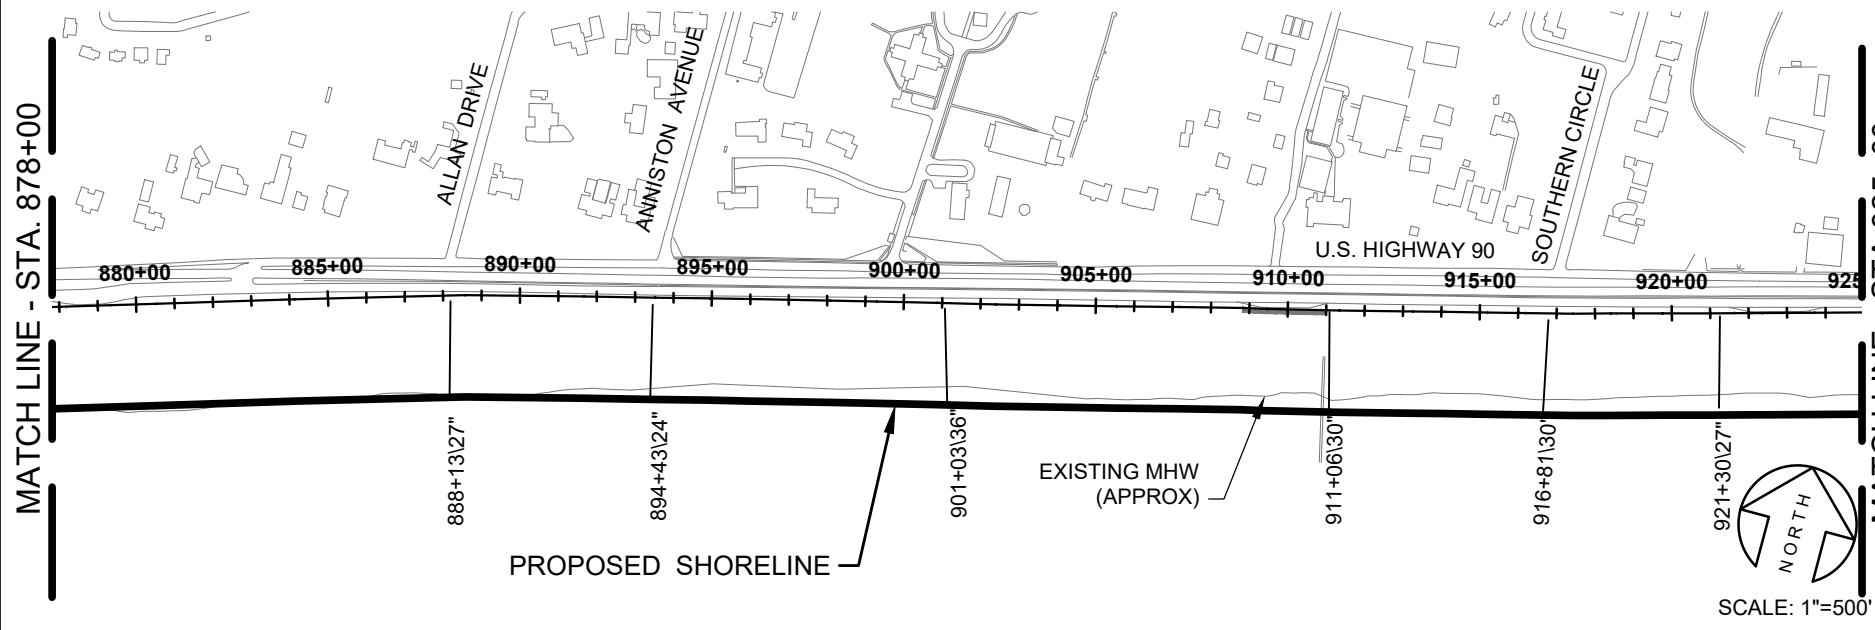 MATCH LINE - STA. 878+00
ALLAN DRIVE
ANNISTON AVENUE
SOUTHERN CIRCLE
U.S. HIGHWAY 90
880+00
885+00
890+00
895+00
900+00
905+00
910+00
915+00
920+00
925
888+13\27"
894+43\24"
901+03\36"
911+06\30"
916+81\30'
921+30\27"
EXISTING MHW
(APPROX)
PROPOSED SHORELINE
NORTH
SCALE: 1"=500'